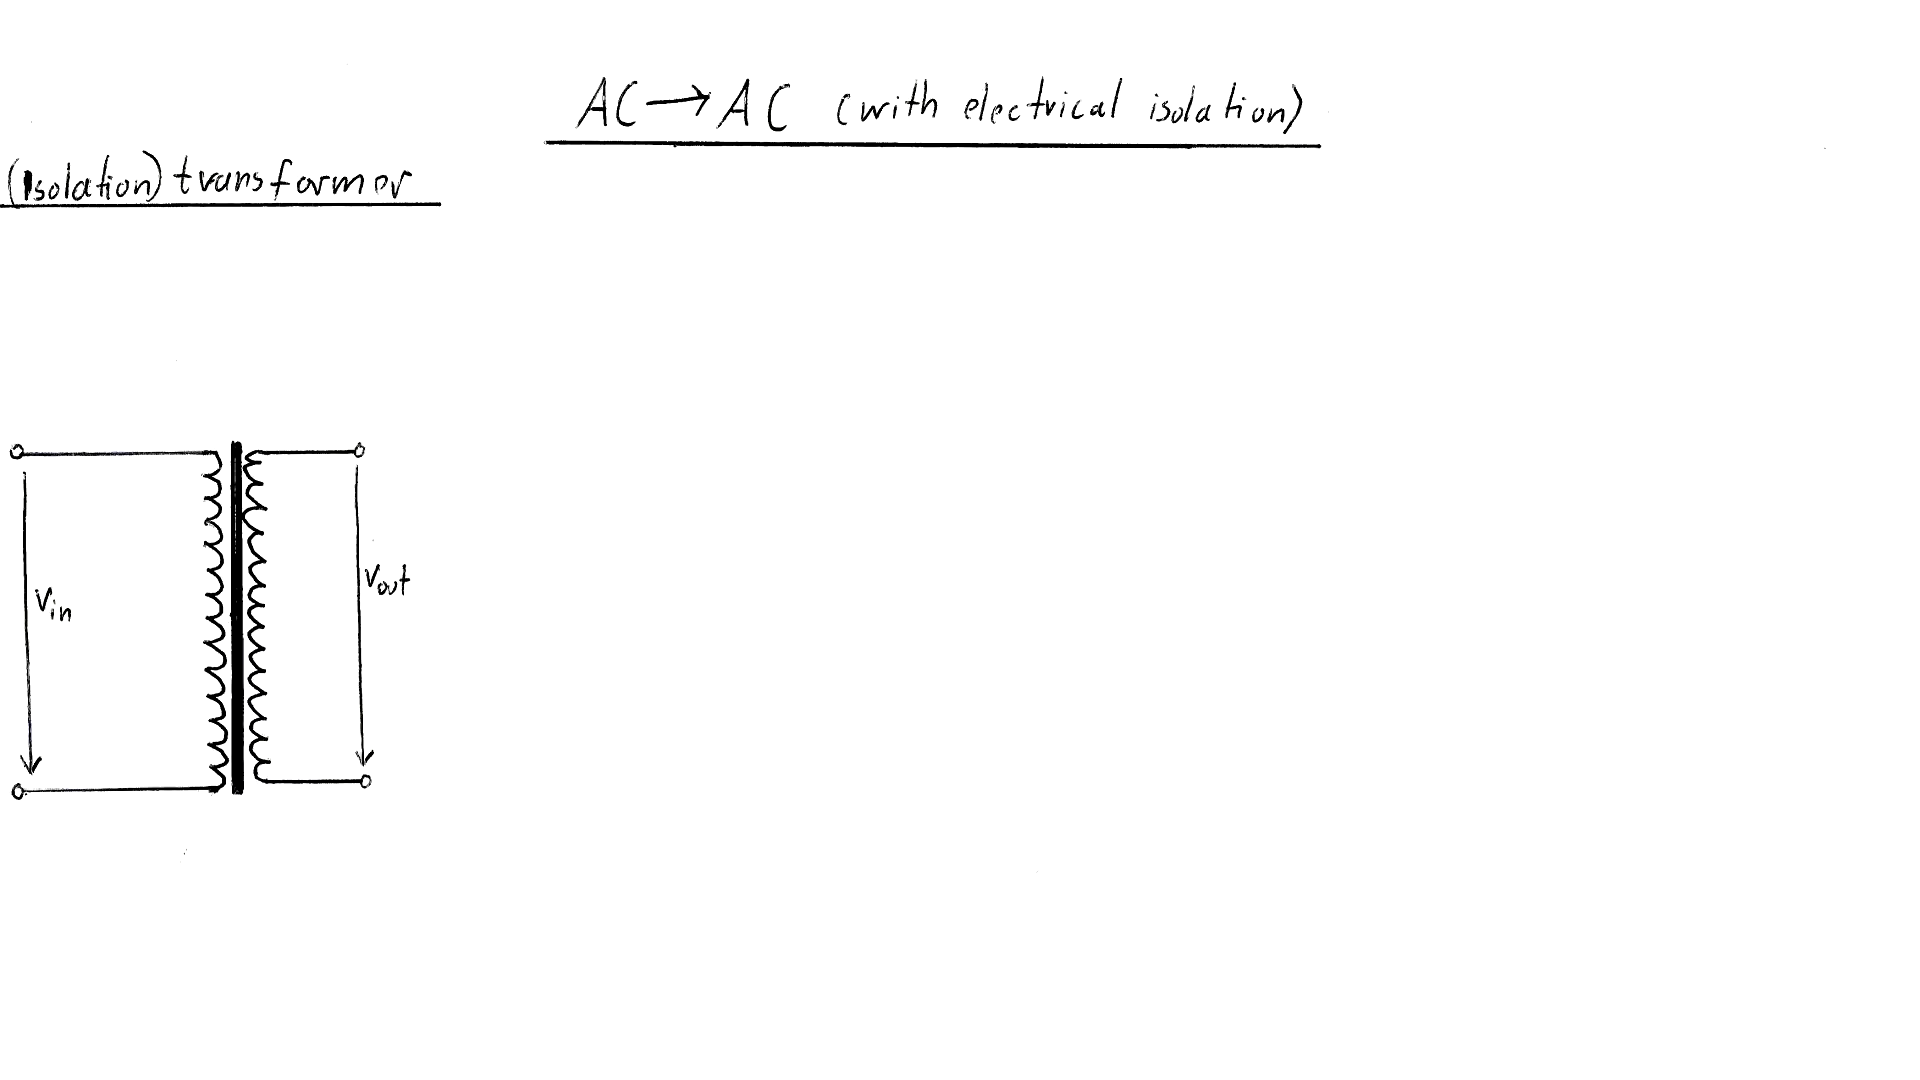 AC→AC (with electrical isolation)
(Isolation) transformer
Vin
Vout